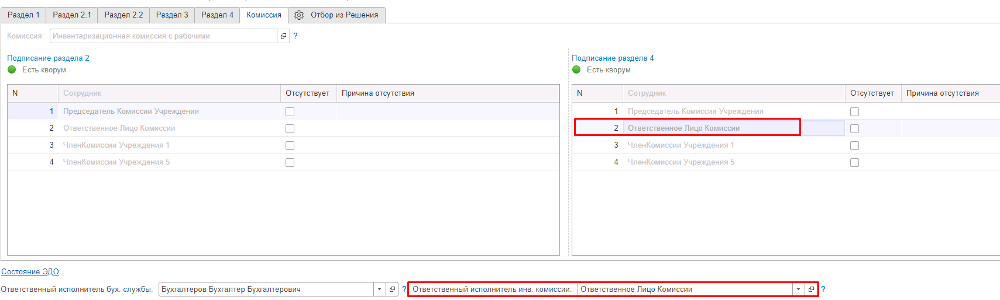 Раздел 1 Раздел 2.1 Раздел 2.2 Раздел 3 Раздел 4 Комиссия Отбор из Решения
Комиссия: Инвентаризационная комиссия с рабочими ?
Подписание раздела 2
Есть кворум
N Сотрудник Отсутствует Причина отсутствия
1 Председатель Комиссии Учреждения
2 Ответственное Лицо Комиссии
3 ЧленКомиссии Учреждения 1
4 ЧленКомиссии Учреждения 5
Подписание раздела 4
Есть кворум
N Сотрудник Отсутствует Причина отсутствия
1 Председатель Комиссии Учреждения
2 Ответственное Лицо Комиссии
3 ЧленКомиссии Учреждения 1
4 ЧленКомиссии Учреждения 5
Состояние ЭДО
Ответственный исполнитель бух. службы: Бухгалтеров Бухгалтер Бухгалтерович ? Ответственный исполнитель инв. комиссии: Ответственное Лицо Комиссии ?